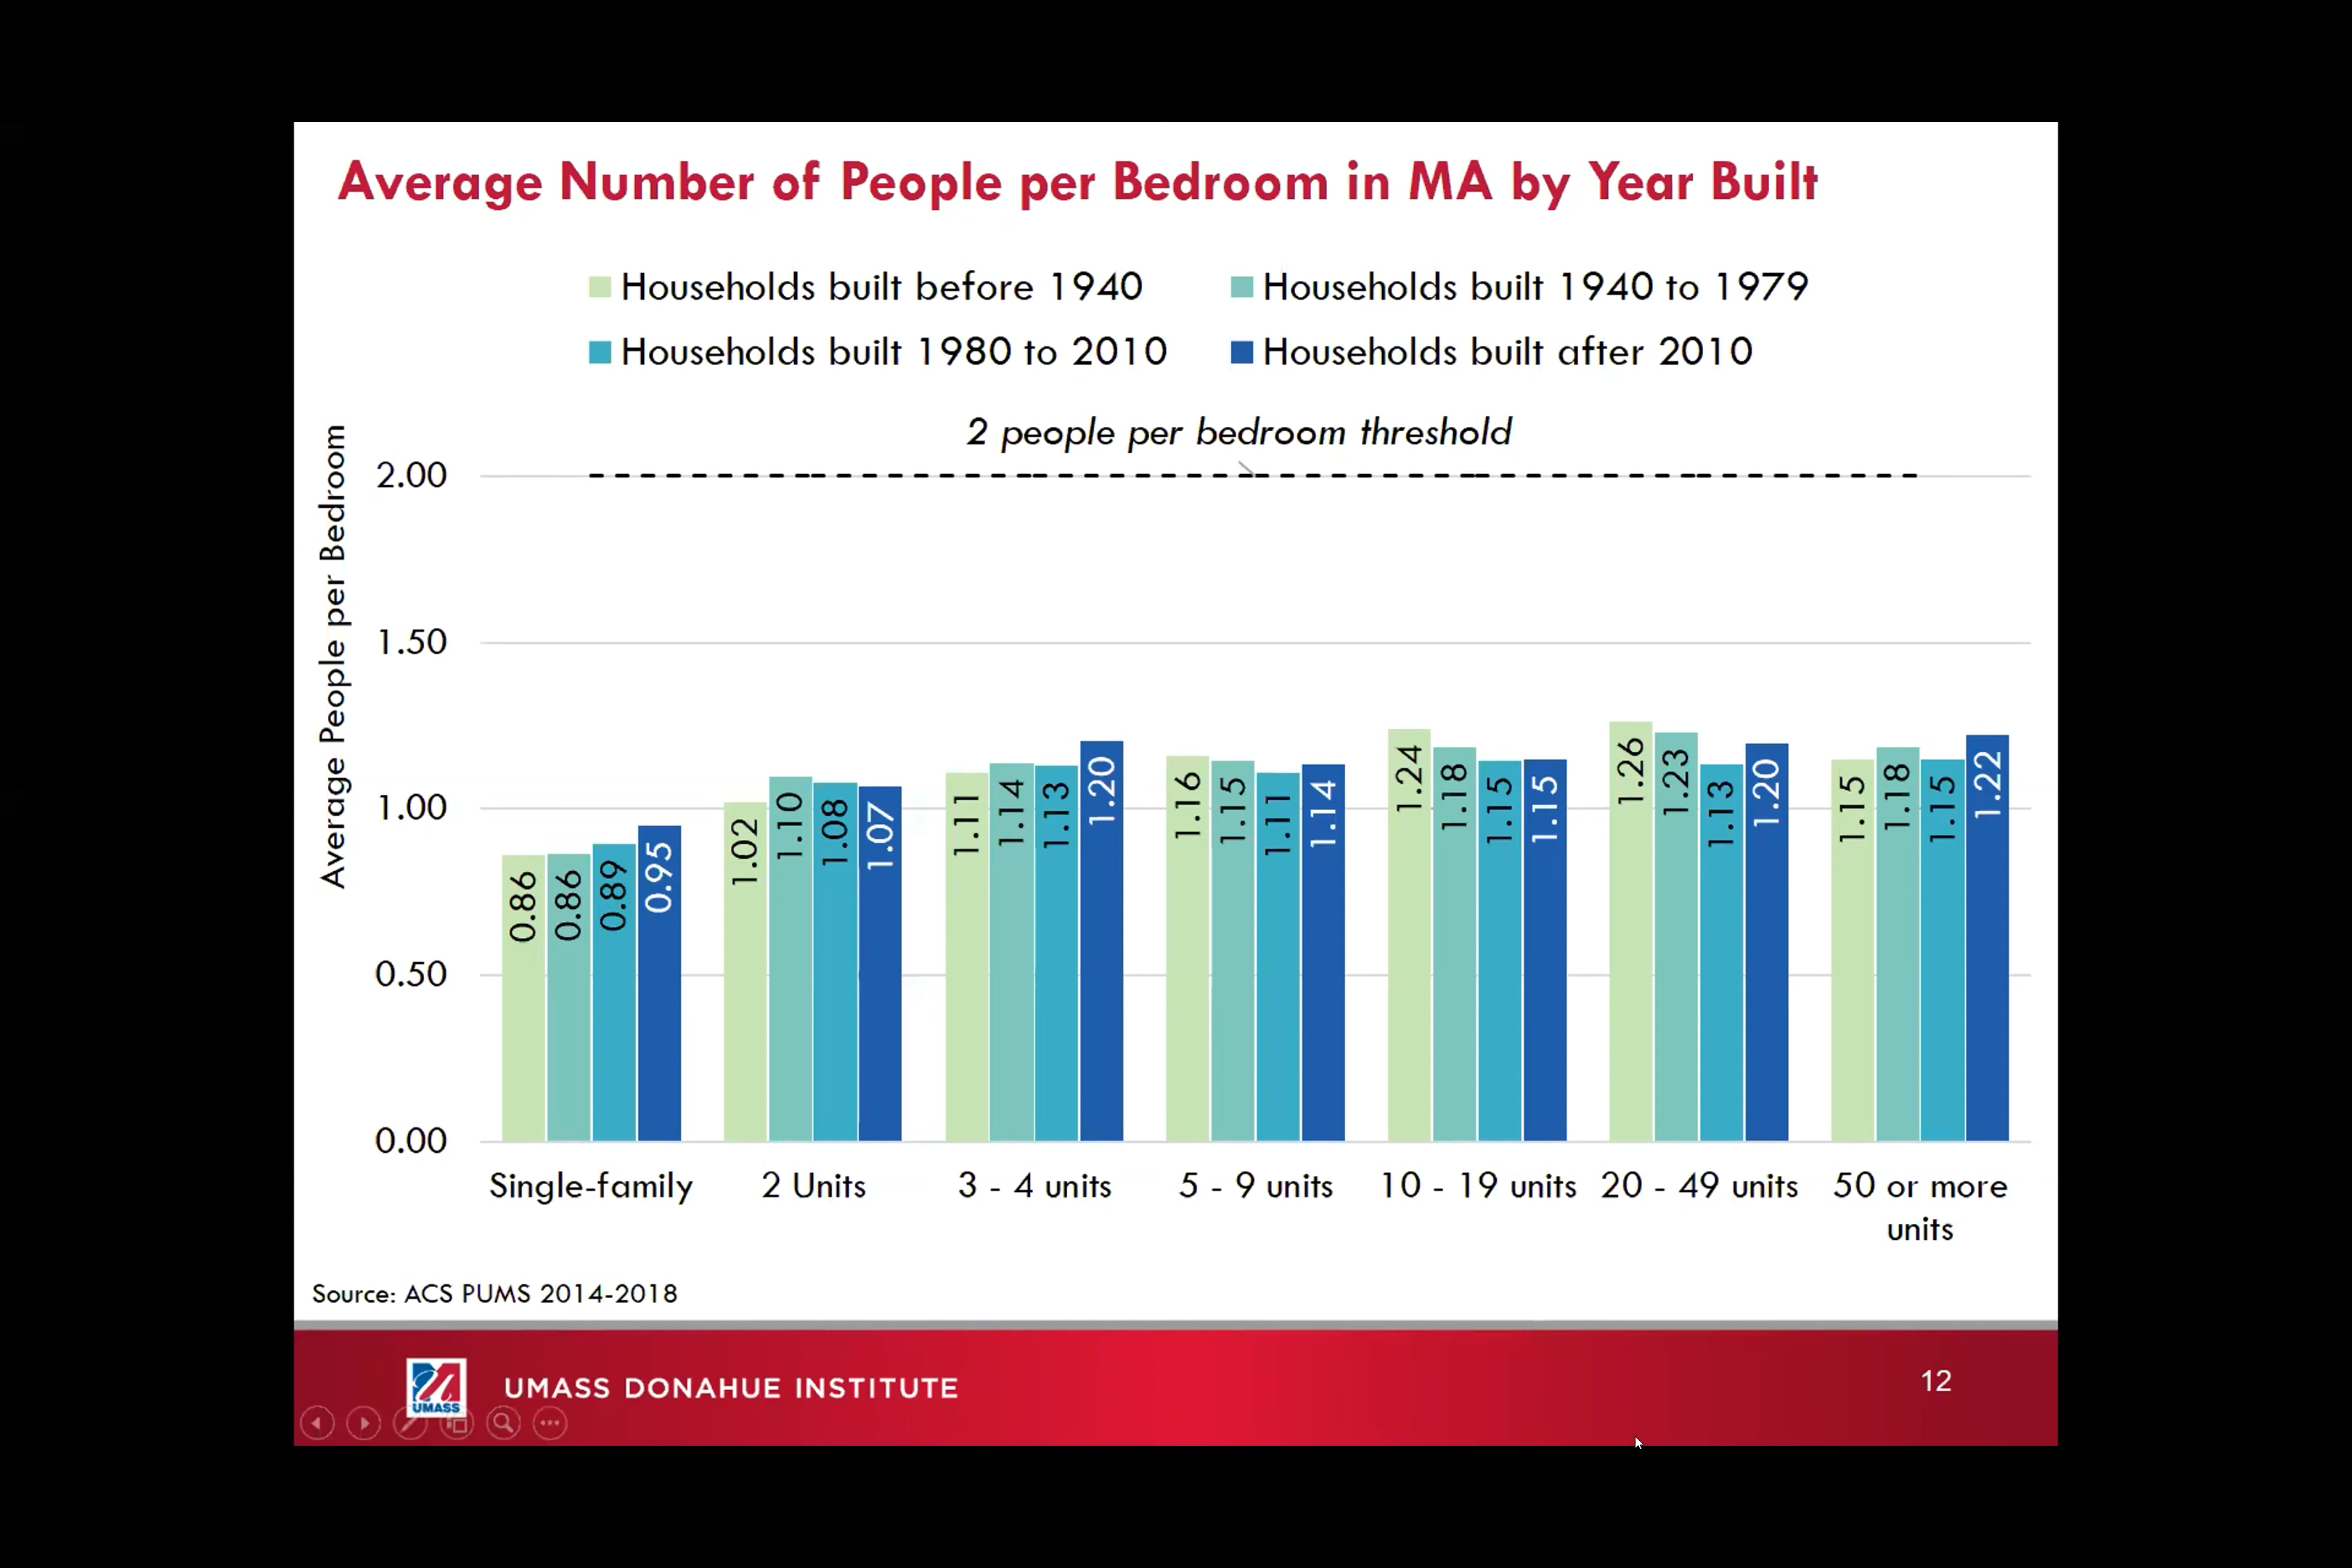 Average Number of People per Bedroom in MA by Year Built
Households built before 1940
Households built 1940 to 1979
Households built 1980 to 2010
Households built after 2010
2 people per bedroom threshold
Average People per Bedroom
2.00
1.50
1.00
0.50
0.00
0.86 0.86 0.89 0.95
1.02 1.10 1.08 1.07
1.11 1.14 1.13 1.20
1.16 1.15 1.11 1.14
1.24 1.18 1.15 1.15
1.26 1.23 1.13 1.20
1.15 1.18 1.15 1.22
Single-family
2 Units
3 - 4 units
5 - 9 units
10 - 19 units
20 - 49 units
50 or more
units
Source: ACS PUMS 2014-2018
UMASS
UMASS DONAHUE INSTITUTE
12